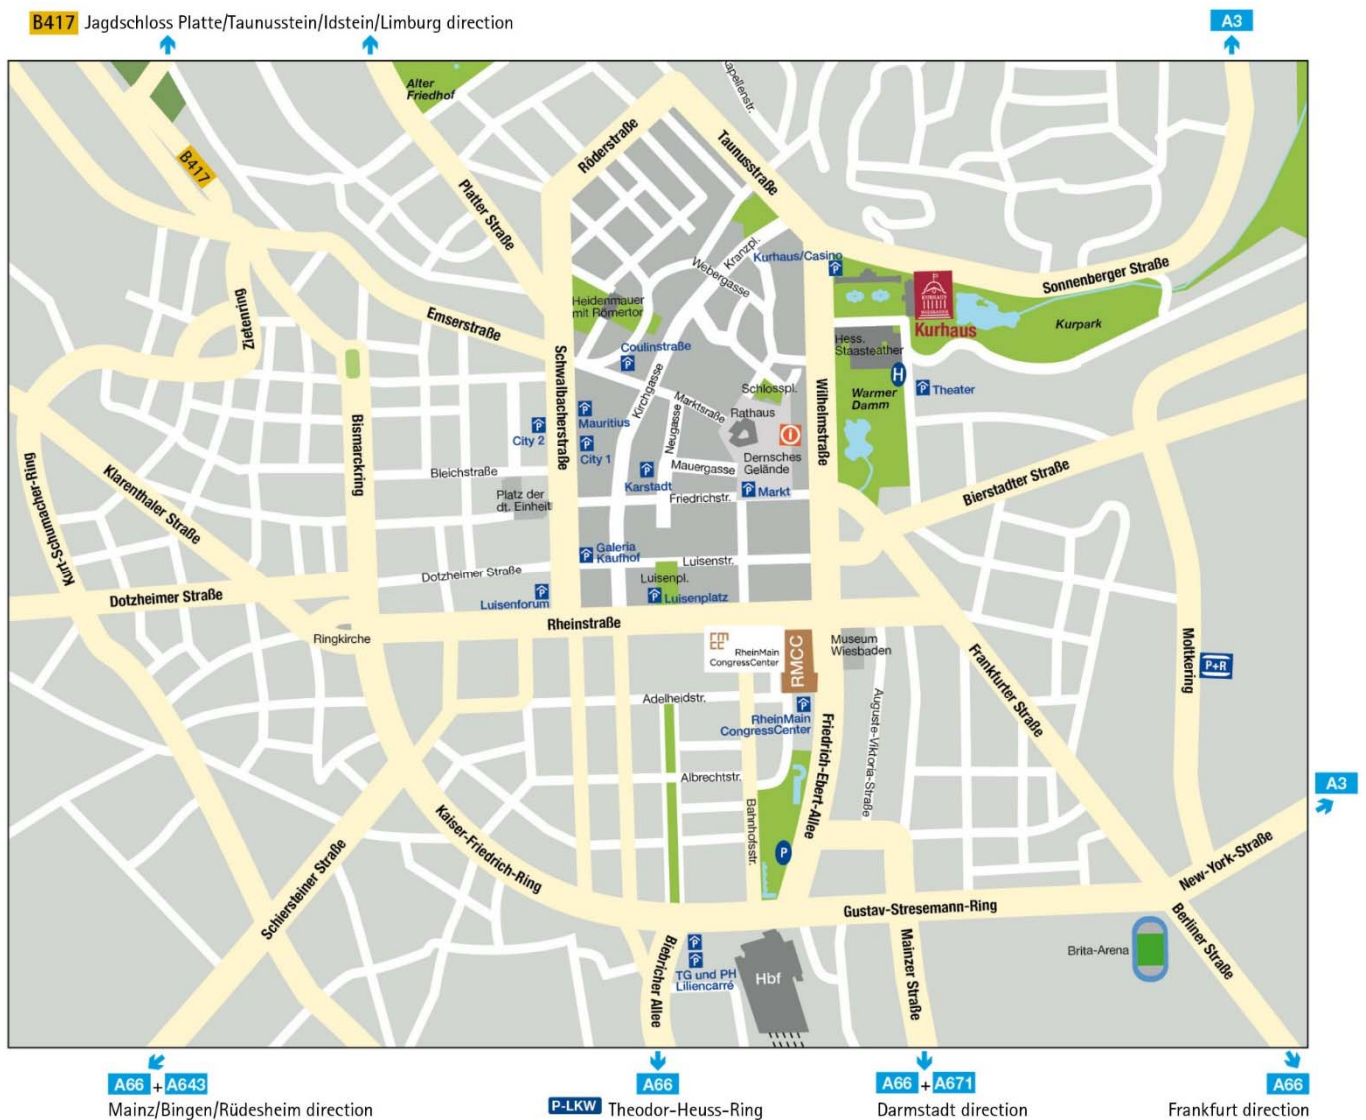 B417 Jagdschloss Platte/Taunusstein/Idstein/Limburg direction
A3
Alter
Friedhof
apellenstr.
Röderstraße
Taunusstraße
B417
Platter Straße
Kranzpl.
Kurhaus/Casino
P
Webergasse
Sonnenberger Straße
KURHAUS
WIESBADEN
Kurhaus
Kurpark
Zietenring
Emserstraße
Heidenmauer
mit Römertor
Coulinstraße
P
Hess.
Staasteather
H
P Theater
Schwalbacherstraße
Kirchgasse
Schlosspl.
Wilhelmstraße
Warmer
Damm
Marktstraße
Neugasse
Rathaus
i
P
Mauritius
P
City 2
P
City 1
Bismarckring
Dernsches
Gelände
Mauergasse
P
Karstadt
P Markt
Friedrichstr.
Bleichstraße
Platz der
dt. Einheit
Bierstadter Straße
Kurt-Schumacher-Ring
Klarenthaler Straße
P Galeria
Kaufhof
Luisenstr.
Dotzheimer Straße
Luisenpl.
P Luisenplatz
P
Luisenforum
Dotzheimer Straße
Rheinstraße
Ringkirche
RM
CC
RheinMain
CongressCenter
RMCC
Museum
Wiesbaden
Moltkering
P+R
Frankfurter Straße
Adelheidstr.
P
RheinMain
CongressCenter
Friedrich-Ebert-Allee
Auguste-Viktoria-Straße
Albrechtstr.
Bahnhofsstr.
P
A3
Kaiser-Friedrich-Ring
Schiersteiner Straße
New-York-Straße
Gustav-Stresemann-Ring
Berliner Straße
Brita-Arena
Biebricher Allee
P
P
TG und PH
Liliencarré
Hbf
Mainzer Straße
A66 + A643
A66
A66 + A671
A66
Mainz/Bingen/Rüdesheim direction
P-LKW Theodor-Heuss-Ring
Darmstadt direction
Frankfurt direction